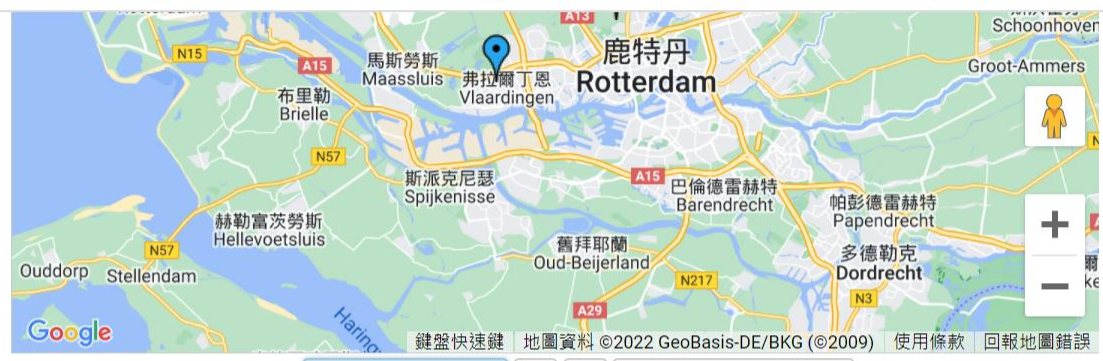 A13
Schoonhoven
N15
A15
馬斯勞斯
Maassluis
弗拉爾丁恩
Vlaardingen
鹿特丹
Rotterdam
Groot-Ammers
布里勒
Brielle
N57
斯派克尼瑟
Spijkenisse
A15
巴倫德雷赫特
Barendrecht
帕彭德雷赫特
Papendrecht
赫勒富茨勞斯
Hellevoetsluis
N57
舊拜耶蘭
Oud-Beijerland
多德勒克
Dordrecht
Ouddorp
Stellendam
N217
N3
A29
Haring
Google
鍵盤快速鍵
地圖資料 ©2022 GeoBasis-DE/BKG (©2009)
使用條款
回報地圖錯誤